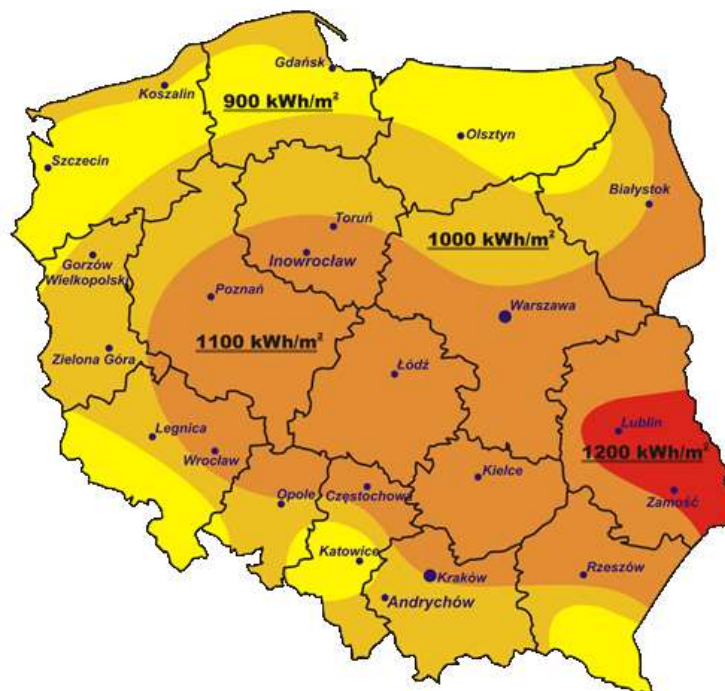 Gdańsk
Koszalin
900 kWh/m²
Olsztyn
Szczecin
Białystok
Toruń
1000 kWh/m²
Gorzów
Wielkopolski
Inowrocław
Poznań
Warszawa
1100 kWh/m²
Zielona Góra
Łódź
Legnica
Lublin
Wrocław
1200 kWh/m²
Kielce
Opole
Częstochowa
Zamość
Katowice
Kraków
Rzeszów
Andrychów